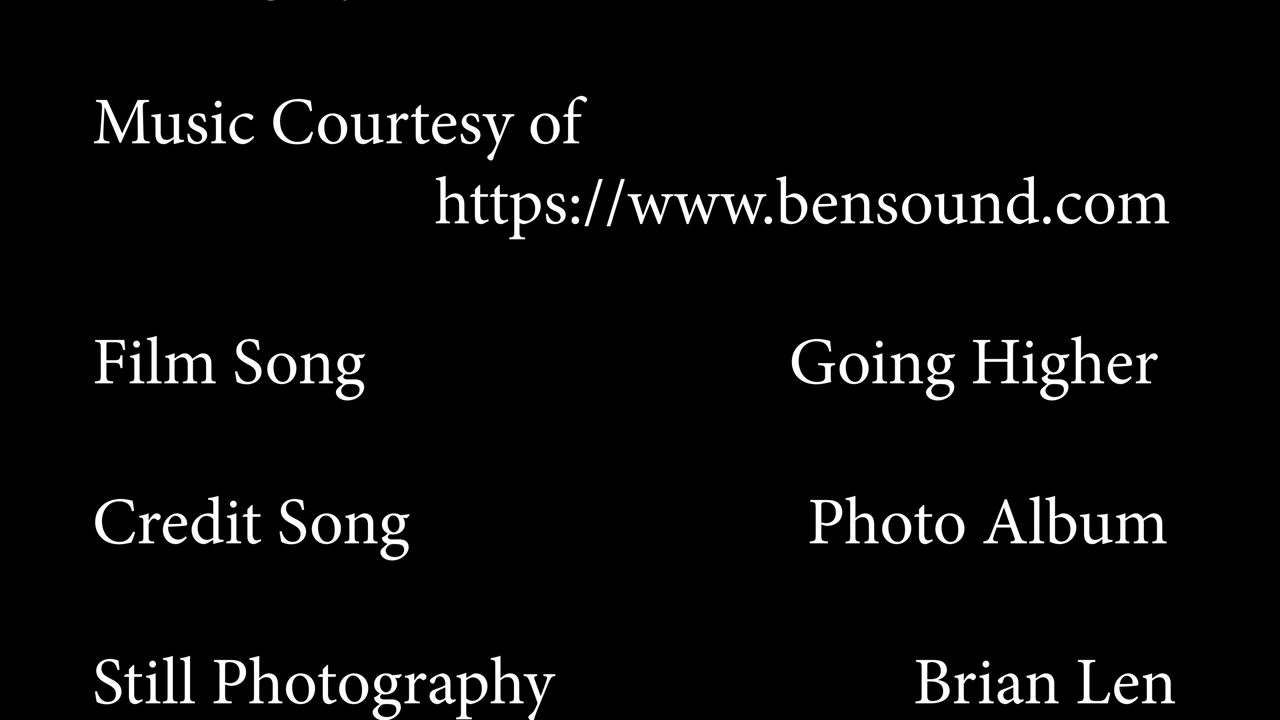 Music Courtesy of
https://www.bensound.com
Film Song Going Higher
Credit Song Photo Album
Still Photography Brian Len